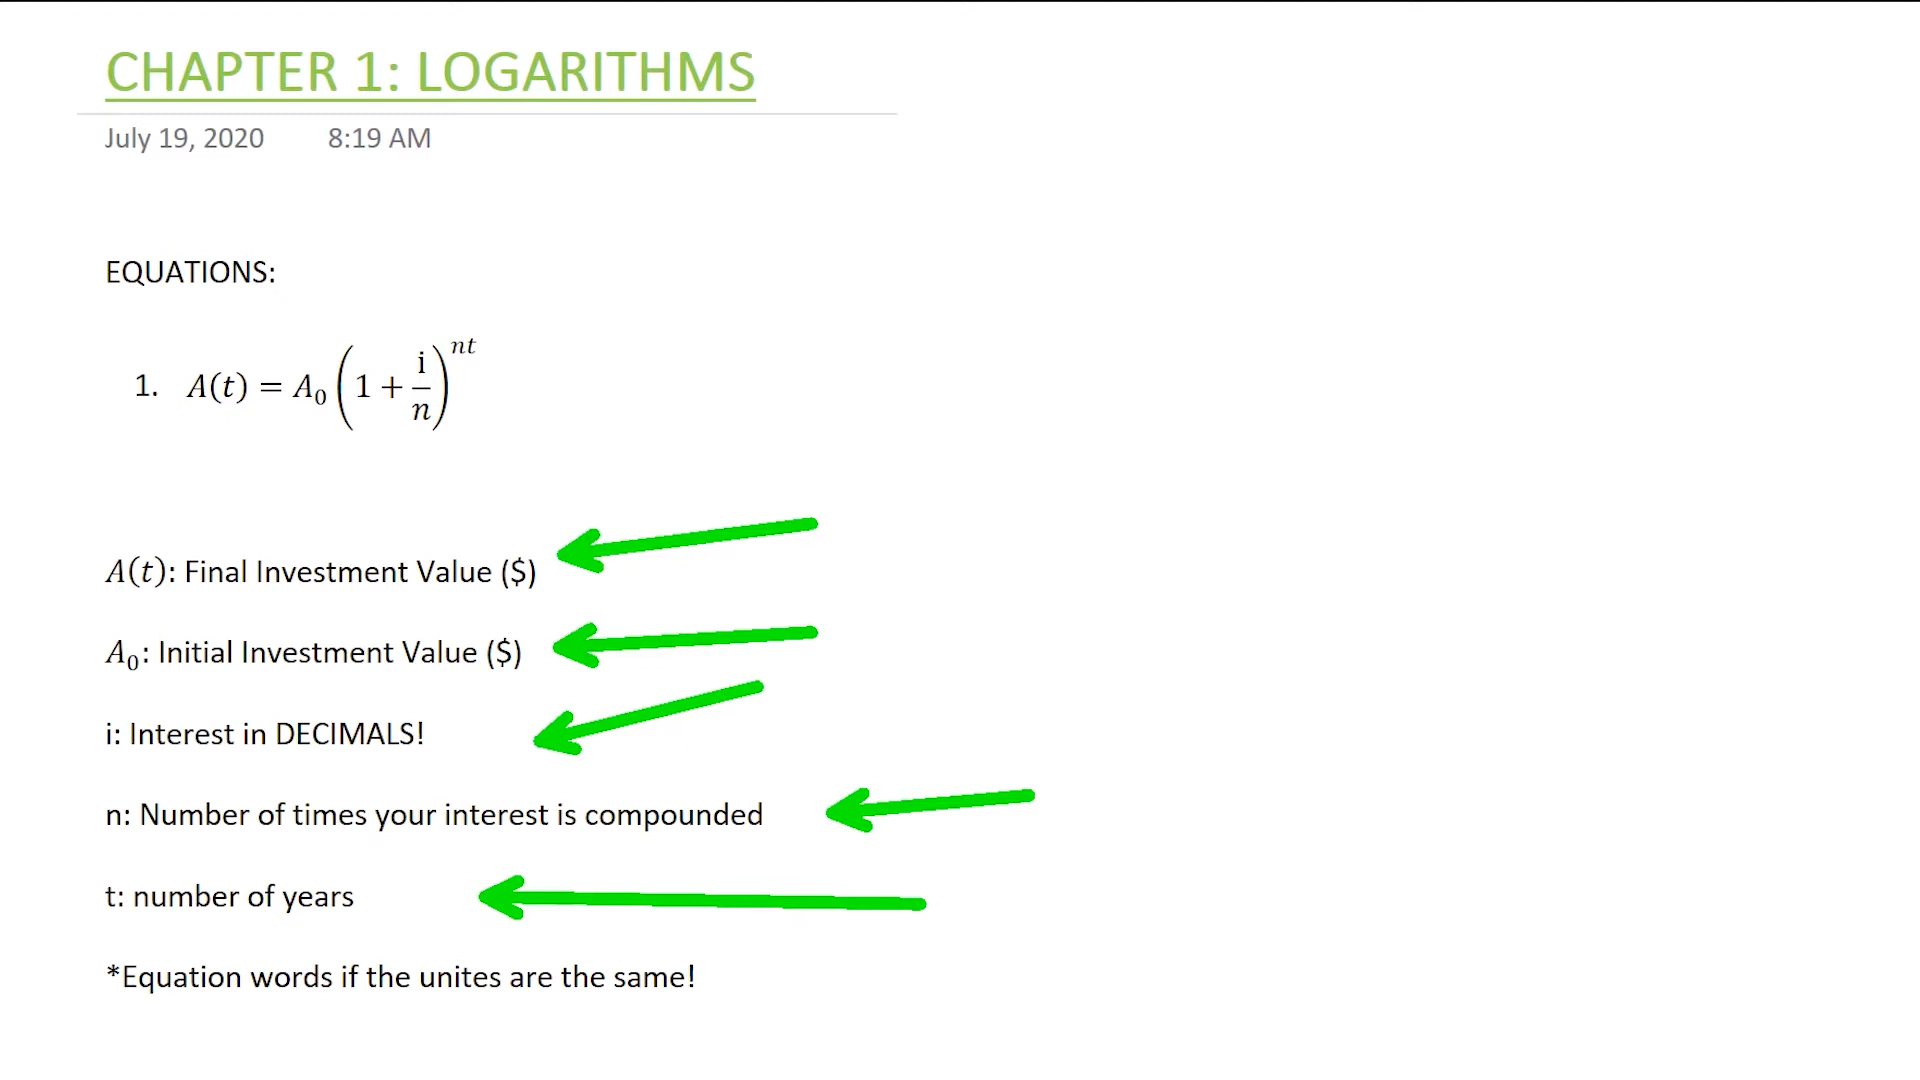 CHAPTER 1: LOGARITHMS
July 19, 2020 8:19 AM
EQUATIONS:
1. A(t) = A₀(1 + i/n)^{nt}
A(t): Final Investment Value ($)
A₀: Initial Investment Value ($)
i: Interest in DECIMALS!
n: Number of times your interest is compounded
t: number of years
*Equation words if the unites are the same!